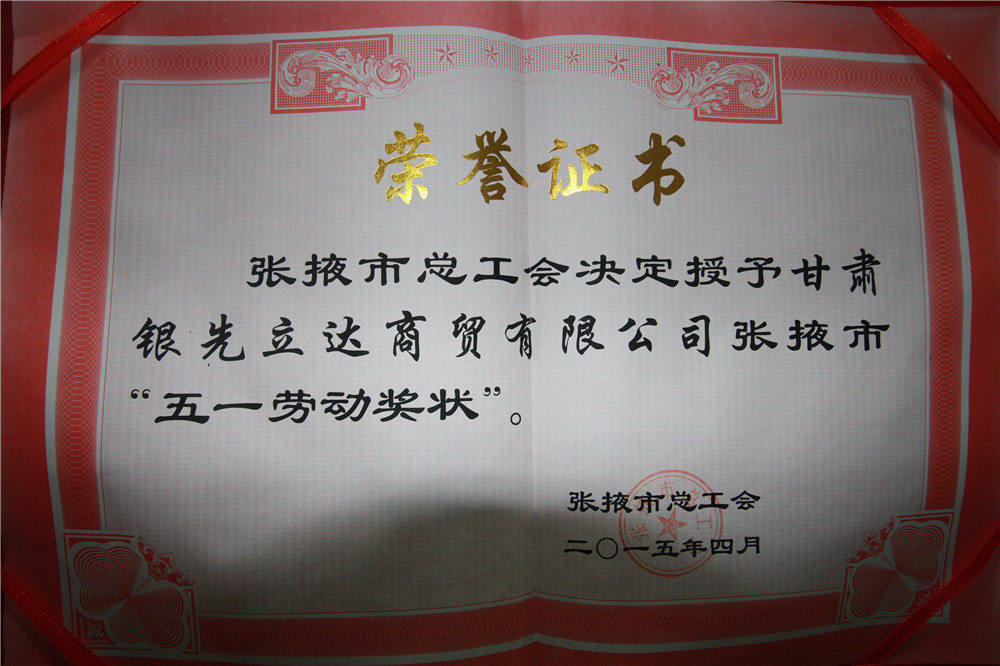 荣誉证书
张掖市总工会决定授予甘肃
银先立达商贸有限公司张掖市
“五一劳动奖状”。
张掖市总工会
二〇一五年四月